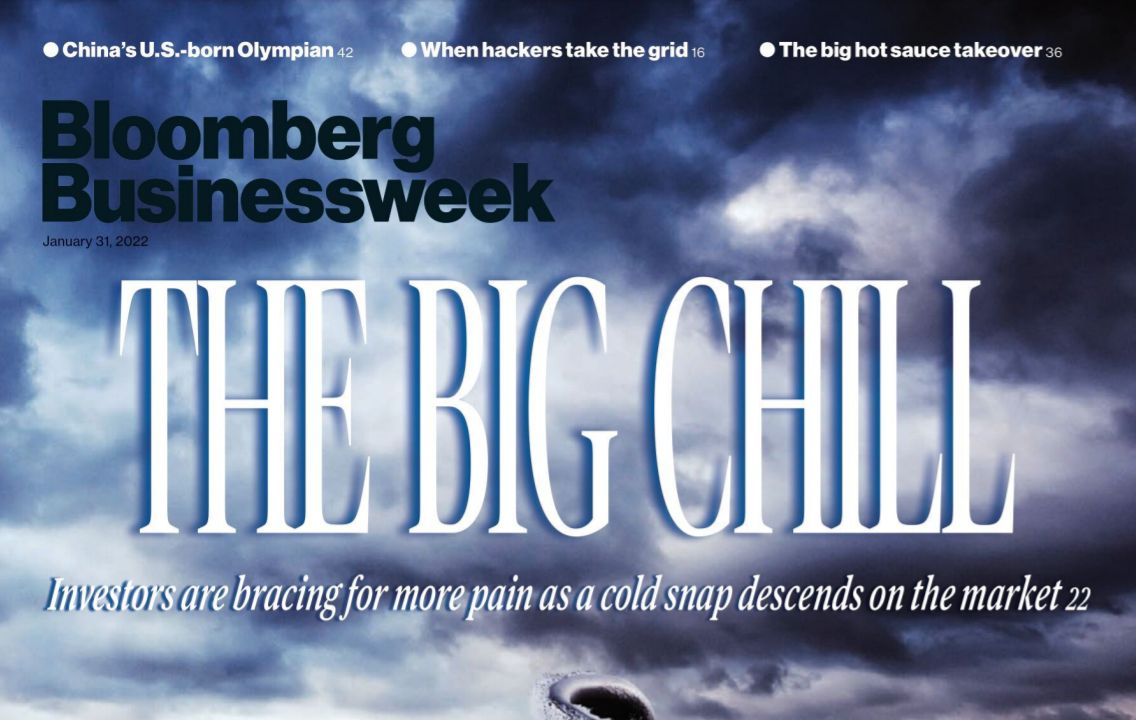 ● China's U.S.-born Olympian 42 ● When hackers take the grid 16 ● The big hot sauce takeover 36
Bloomberg
Businessweek
January 31, 2022
THE BIG CHILL
Investors are bracing for more pain as a cold snap descends on the market 22